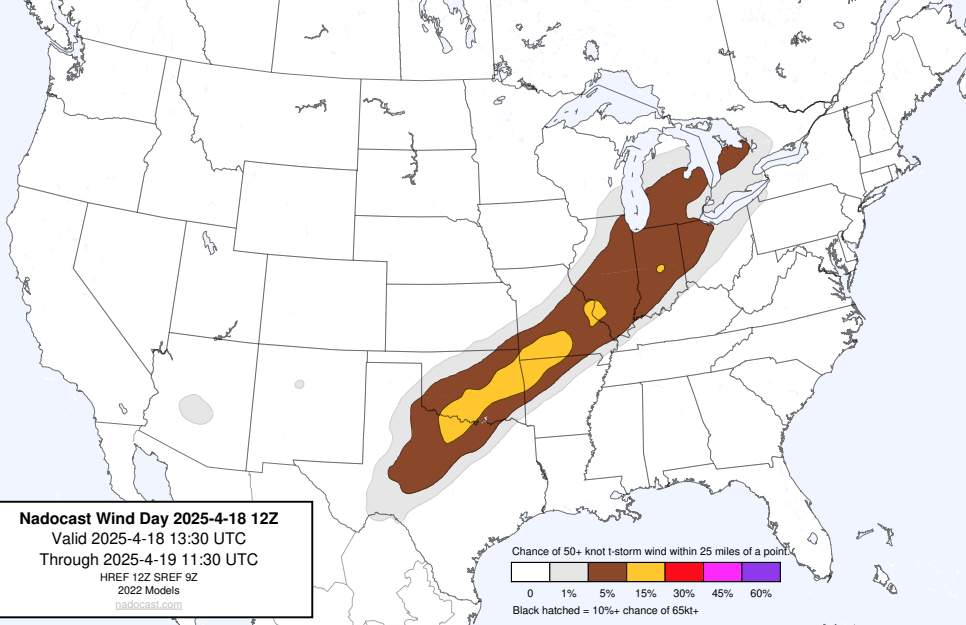 Nadocast Wind Day 2025-4-18 12Z
Valid 2025-4-18 13:30 UTC
Through 2025-4-19 11:30 UTC
HREF 12Z SREF 9Z
2022 Models
nadocast.com
Chance of 50+ knot t-storm wind within 25 miles of a point.
0 1% 5% 15% 30% 45% 60%
Black hatched = 10%+ chance of 65kt+